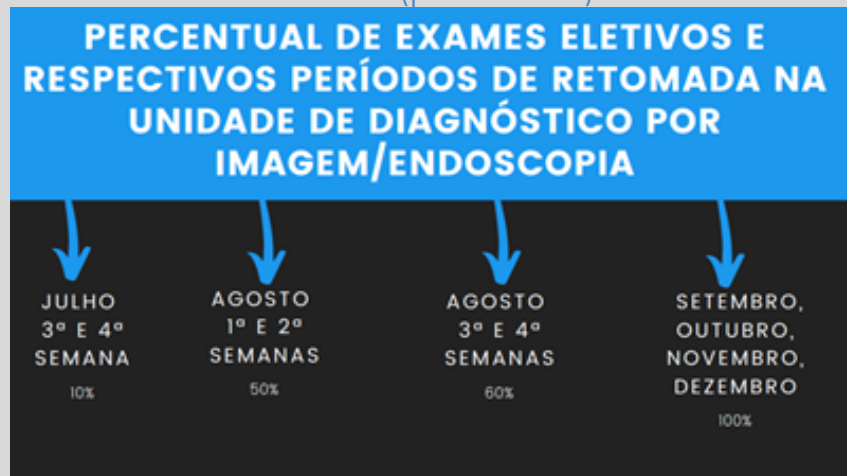 PERCENTUAL DE EXAMES ELETIVOS E
RESPECTIVOS PERÍODOS DE RETOMADA NA
UNIDADE DE DIAGNÓSTICO POR
IMAGEM/ENDOSCOPIA
JULHO
3ª E 4ª
SEMANA
10%
AGOSTO
1ª E 2ª
SEMANAS
50%
AGOSTO
3ª E 4ª
SEMANAS
60%
SETEMBRO,
OUTUBRO,
NOVEMBRO,
DEZEMBRO
100%